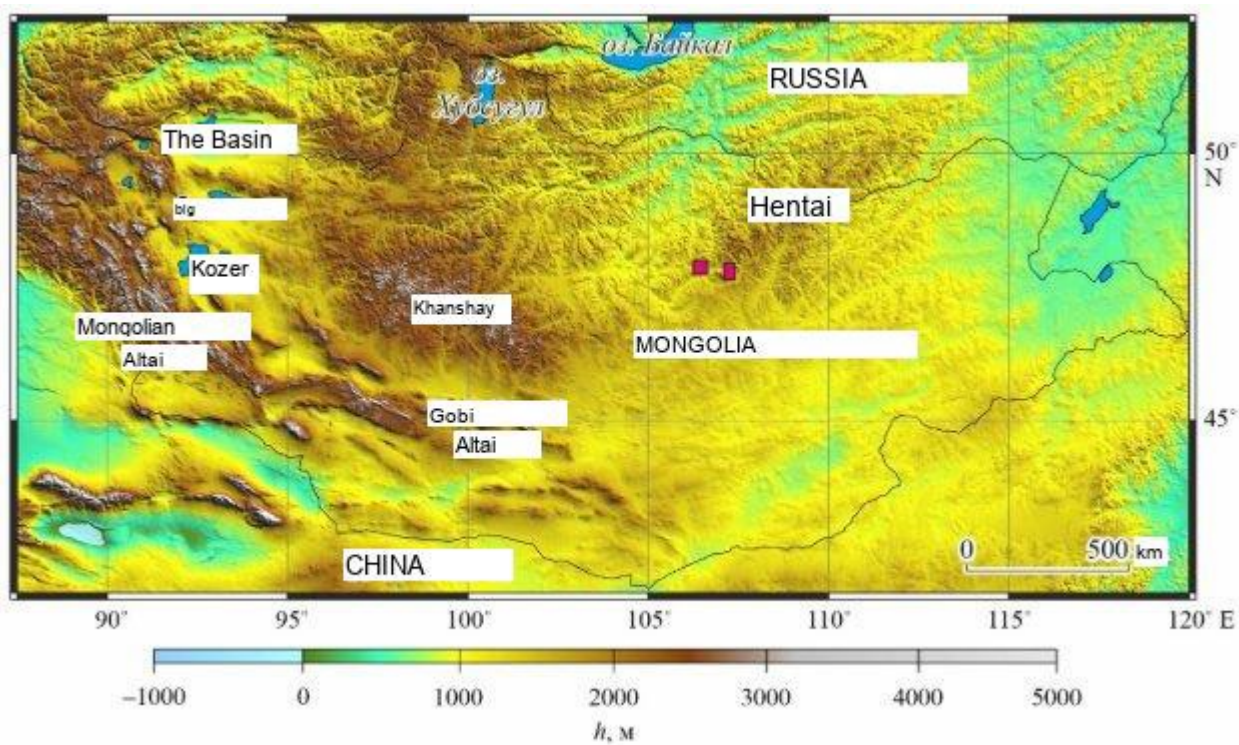 оз. Байкал
оз.
Хубсугул
RUSSIA
The Basin
50°
N
big
Hentai
Kozer
Khanshay
Mongolian
Altai
MONGOLIA
Gobi
Altai
45°
CHINA
0 500 km
90° 95° 100° 105° 110° 115° 120° E
–1000 0 1000 2000 3000 4000 5000
h, м